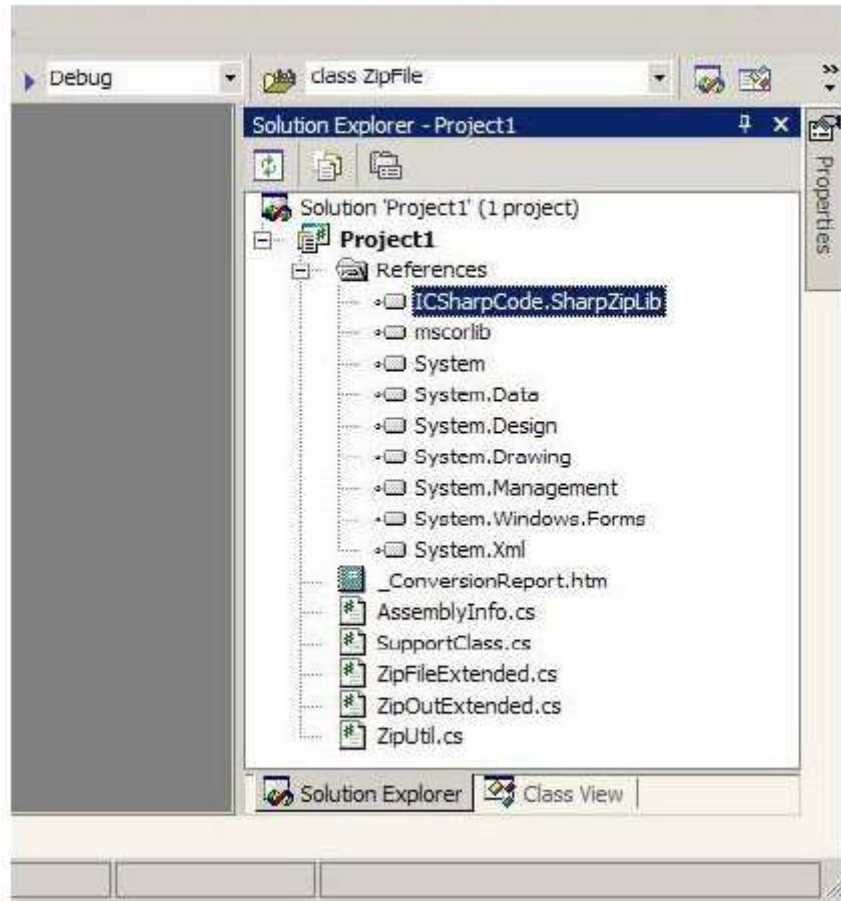 Debug
class ZipFile
Solution Explorer - Project1
Properties
Solution 'Project1' (1 project)
Project1
References
ICSharpCode.SharpZipLib
mscorlib
System
System.Data
System.Design
System.Drawing
System.Management
System.Windows.Forms
System.Xml
_ConversionReport.htm
AssemblyInfo.cs
SupportClass.cs
ZipFileExtended.cs
ZipOutExtended.cs
ZipUtil.cs
Solution Explorer
Class View